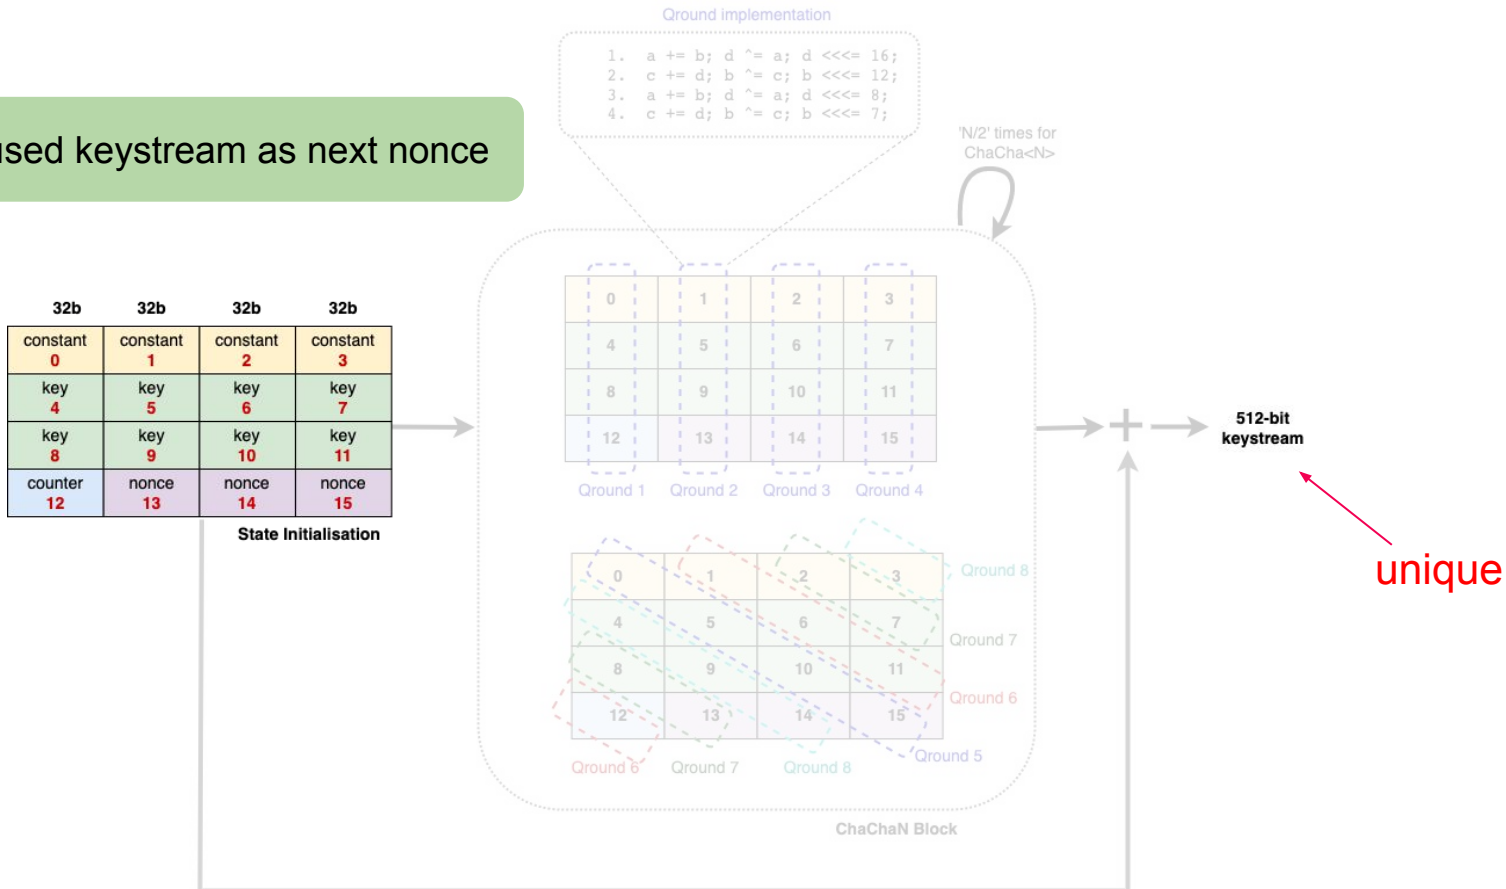 Qround implementation
1. a += b; d ^= a; d <<<= 16;
2. c += d; b ^= c; b <<<= 12;
3. a += b; d ^= a; d <<<= 8;
4. c += d; b ^= c; b <<<= 7;
used keystream as next nonce
'N/2' times for
ChaCha<N>
32b 32b 32b 32b
constant constant constant constant
0 1 2 3
key key key key
4 5 6 7
key key key key
8 9 10 11
counter nonce nonce nonce
12 13 14 15
State Initialisation
0 1 2 3
4 5 6 7
8 9 10 11
12 13 14 15
Qround 1 Qround 2 Qround 3 Qround 4
+
512-bit
keystream
unique
0 1 2 3
4 5 6 7
8 9 10 11
12 13 14 15
Qround 8
Qround 7
Qround 6
Qround 5
Qround 6 Qround 7 Qround 8
ChaChaN Block